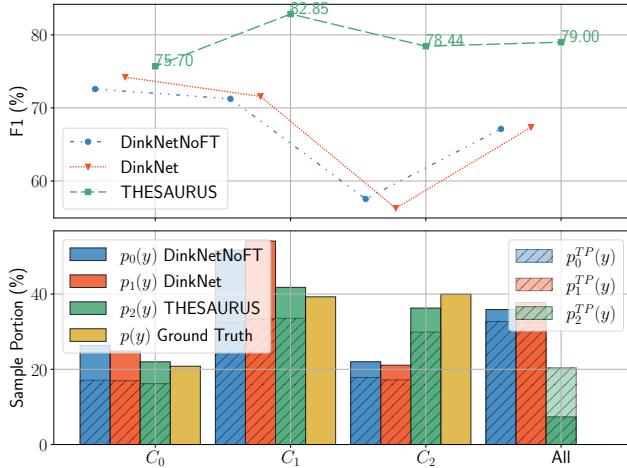 80
70
60
F1 (%)
75.70
82.85
78.44
79.00
DinkNetNoFT
DinkNet
THESAURUS
40
20
0
Sample Portion (%)
p₀(y) DinkNetNoFT
p₁(y) DinkNet
p₂(y) THESAURUS
p(y) Ground Truth
p₀ᵀᴾ(y)
p₁ᵀᴾ(y)
p₂ᵀᴾ(y)
C₀ C₁ C₂ All